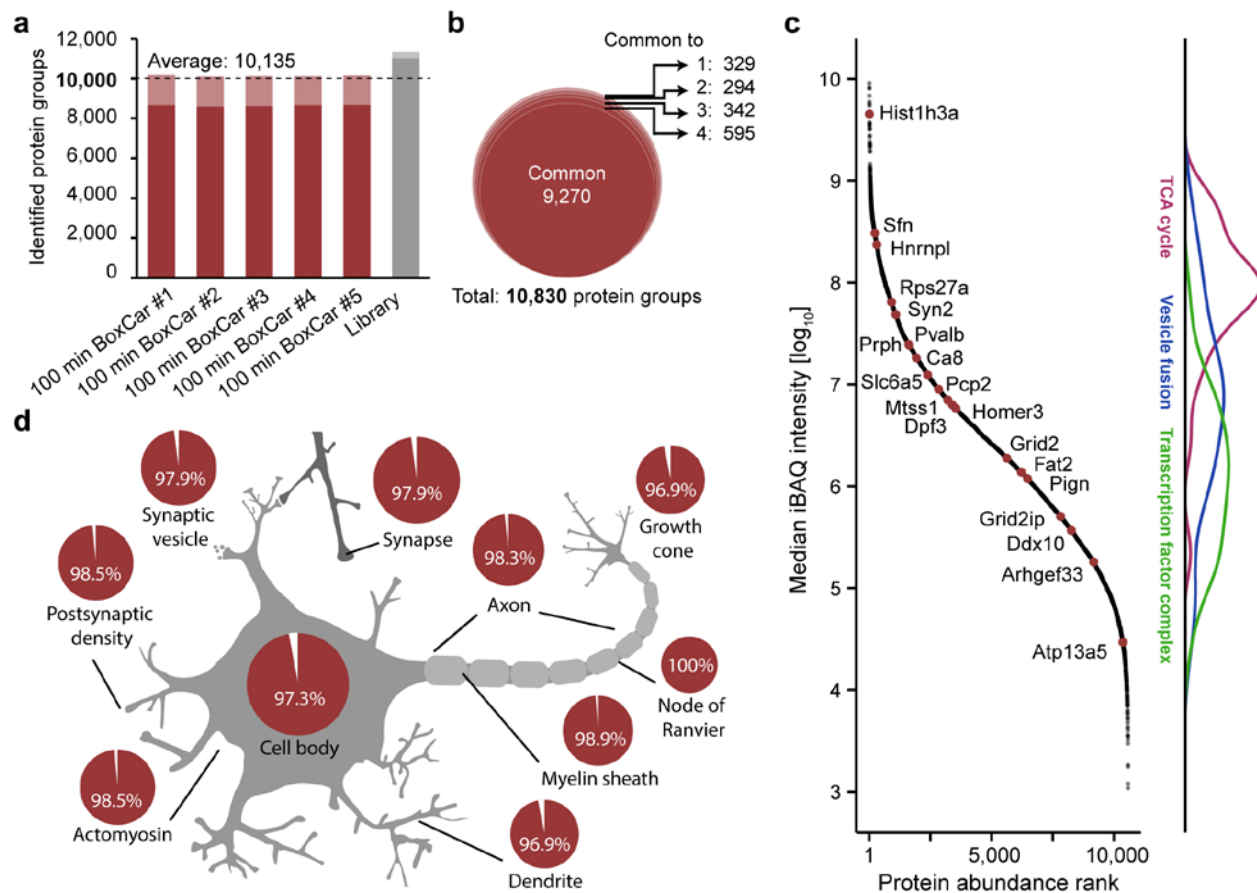 a
12,000
10,000
8,000
6,000
4,000
2,000
0
Identified protein groups
Average: 10,135
100 min BoxCar #1
100 min BoxCar #2
100 min BoxCar #3
100 min BoxCar #4
100 min BoxCar #5
Library
b
Common to
1: 329
2: 294
3: 342
4: 595
Common
9,270
Total: 10,830 protein groups
c
Median iBAQ intensity [log10]
10
9
8
7
6
5
4
3
Hist1h3a
Sfn
Hnrnpl
Rps27a
Syn2
Pvalb
Prph
Ca8
Slc6a5
Pcp2
Mtss1
Homer3
Dpf3
Grid2
Fat2
Pign
Grid2ip
Ddx10
Arhgef33
Atp13a5
1
5,000
10,000
Protein abundance rank
TCA cycle
Vesicle fusion
Transcription factor complex
d
97.9%
Synaptic
vesicle
97.9%
Synapse
96.9%
Growth
cone
98.3%
Axon
98.5%
Postsynaptic
density
97.3%
Cell body
100%
Node of
Ranvier
98.9%
Myelin sheath
98.5%
Actomyosin
96.9%
Dendrite